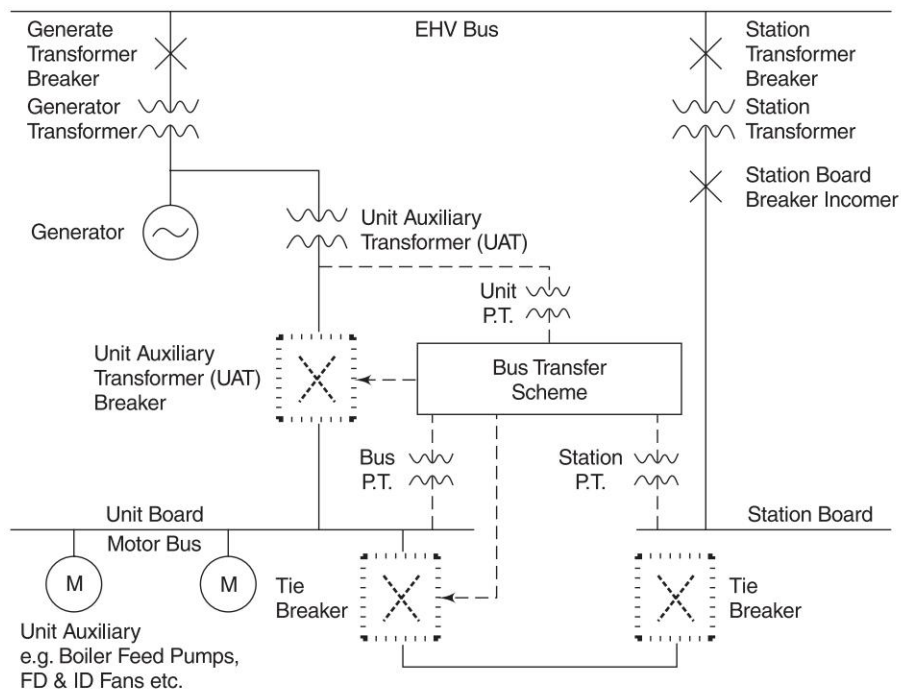 EHV Bus
Generate
Transformer
Breaker
Generator
Transformer
Generator
Station
Transformer
Breaker
Station
Transformer
Station Board
Breaker Incomer
Unit Auxiliary
Transformer (UAT)
Unit
P.T.
Unit Auxiliary
Transformer (UAT)
Breaker
Bus Transfer
Scheme
Bus
P.T.
Station
P.T.
Unit Board
Motor Bus
Station Board
M
M
Tie
Breaker
Tie
Breaker
Unit Auxiliary
e.g. Boiler Feed Pumps,
FD & ID Fans etc.